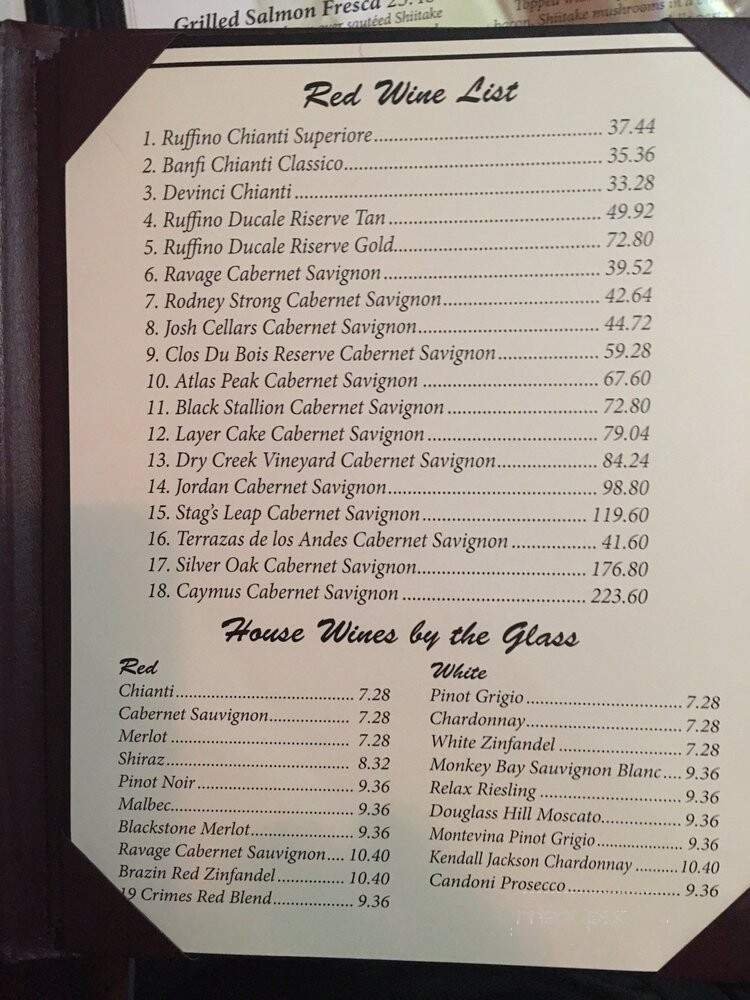 Grilled Salmon Fresca
sautéed Shiitake
Shiitake mushrooms in a
Red Wine List
1. Ruffino Chianti Superiore 37.44
2. Banfi Chianti Classico 35.36
3. Devinci Chianti 33.28
4. Ruffino Ducale Riserve Tan 49.92
5. Ruffino Ducale Riserve Gold 72.80
6. Ravage Cabernet Savignon 39.52
7. Rodney Strong Cabernet Savignon 42.64
8. Josh Cellars Cabernet Savignon 44.72
9. Clos Du Bois Reserve Cabernet Savignon 59.28
10. Atlas Peak Cabernet Savignon 67.60
11. Black Stallion Cabernet Savignon 72.80
12. Layer Cake Cabernet Savignon 79.04
13. Dry Creek Vineyard Cabernet Savignon 84.24
14. Jordan Cabernet Savignon 98.80
15. Stag's Leap Cabernet Savignon 119.60
16. Terrazas de los Andes Cabernet Savignon 41.60
17. Silver Oak Cabernet Savignon 176.80
18. Caymus Cabernet Savignon 223.60
House Wines by the Glass
Red
Chianti 7.28
Cabernet Sauvignon 7.28
Merlot 7.28
Shiraz 8.32
Pinot Noir 9.36
Malbec 9.36
Blackstone Merlot 9.36
Ravage Cabernet Sauvignon 10.40
Brazin Red Zinfandel 10.40
19 Crimes Red Blend 9.36
White
Pinot Grigio 7.28
Chardonnay 7.28
White Zinfandel 7.28
Monkey Bay Sauvignon Blanc 9.36
Relax Riesling 9.36
Douglass Hill Moscato 9.36
Montevina Pinot Grigio 9.36
Kendall Jackson Chardonnay 10.40
Candoni Prosecco 9.36